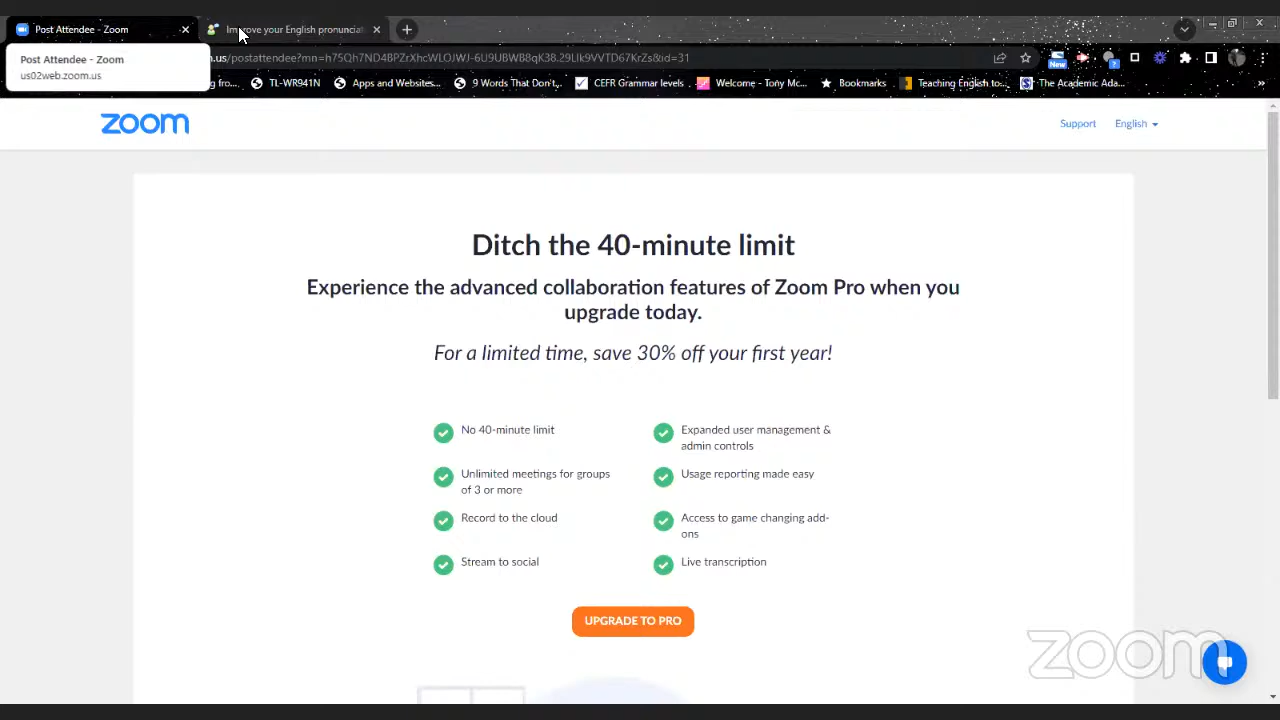 Post Attendee - Zoom
Improve your English pronunciat
Post Attendee - Zoom
us02web.zoom.us
New
g fro...
TL-WR941N
Apps and Websites...
9 Words That Don't...
CEFR Grammar levels
Welcome - Tony Mc...
Bookmarks
Teaching English to...
The Academic Ada...
zoom
Support
English
Ditch the 40-minute limit
Experience the advanced collaboration features of Zoom Pro when you
upgrade today.
For a limited time, save 30% off your first year!
No 40-minute limit
Unlimited meetings for groups
of 3 or more
Record to the cloud
Stream to social
Expanded user management &
admin controls
Usage reporting made easy
Access to game changing add-
ons
Live transcription
UPGRADE TO PRO
zoom